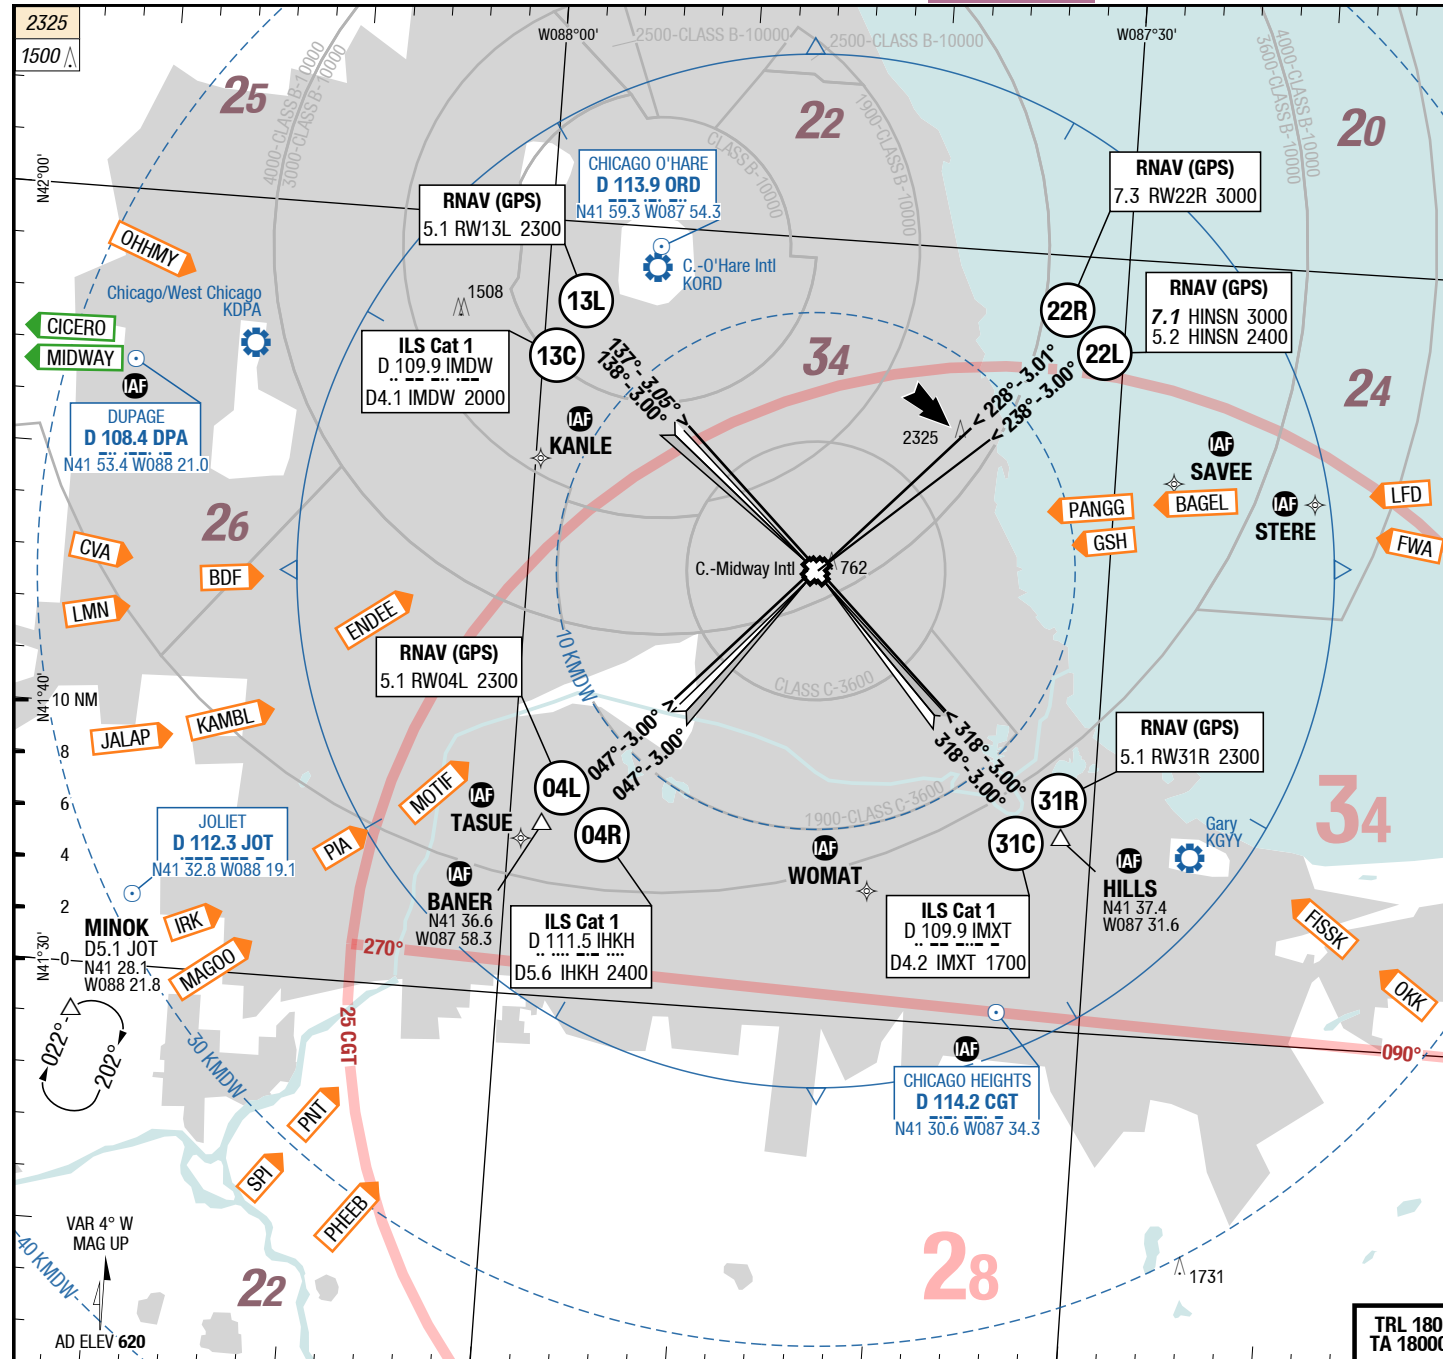 2325
1500
W088°00'
W087°30'
2500-CLASS B-10000
2500-CLASS B-10000
4000-CLASS B-10000
3000-CLASS B-10000
4000-CLASS B-10000
3600-CLASS B-10000
1900-CLASS B-10000
CLASS B-10000
25
22
20
N42°00'
CHICAGO O'HARE
D 113.9 ORD
N41 59.3 W087 54.3
C.-O'Hare Intl
KORD
RNAV (GPS)
5.1 RW13L 2300
RNAV (GPS)
7.3 RW22R 3000
RNAV (GPS)
7.1 HINSN 3000
5.2 HINSN 2400
OHHMY
Chicago/West Chicago
KDPA
CICERO
MIDWAY
1508
13L
13C
22R
22L
ILS Cat 1
D 109.9 IMDW
D4.1 IMDW 2000
137°-3.05° >
138°-3.00°
< 228°-3.01°
< 238°-3.00°
34
24
2325
IAF
DUPAGE
D 108.4 DPA
N41 53.4 W088 21.0
IAF
KANLE
IAF
SAVEE
IAF
STERE
BAGEL
PANGG
GSH
LFD
FWA
26
CVA
BDF
LMN
ENDEE
C.-Midway Intl
762
10 KMDW
CLASS C-3600
RNAV (GPS)
5.1 RW04L 2300
N41°40'
10 NM
8
6
4
2
0
JALAP
KAMBL
MOTIF
PIA
047°-3.00° >
047°-3.00°
< 318°-3.00°
318°-3.00°
RNAV (GPS)
5.1 RW31R 2300
1900-CLASS C-3600
04L
04R
31R
31C
IAF
TASUE
IAF
BANER
N41 36.6
W087 58.3
IAF
WOMAT
IAF
HILLS
N41 37.4
W087 31.6
Gary
KGYY
34
JOLIET
D 112.3 JOT
N41 32.8 W088 19.1
MINOK
D5.1 JOT
N41 28.1
W088 21.8
IRK
MAGOO
N41°30'
ILS Cat 1
D 111.5 IHKH
D5.6 IHKH 2400
ILS Cat 1
D 109.9 IMXT
D4.2 IMXT 1700
FISSK
OKK
270°
090°
25 CGT
022°
202°
30 KMDW
40 KMDW
IAF
CHICAGO HEIGHTS
D 114.2 CGT
N41 30.6 W087 34.3
PNT
SPI
PHEEB
VAR 4° W
MAG UP
AD ELEV 620
22
28
1731
TRL 180
TA 18000